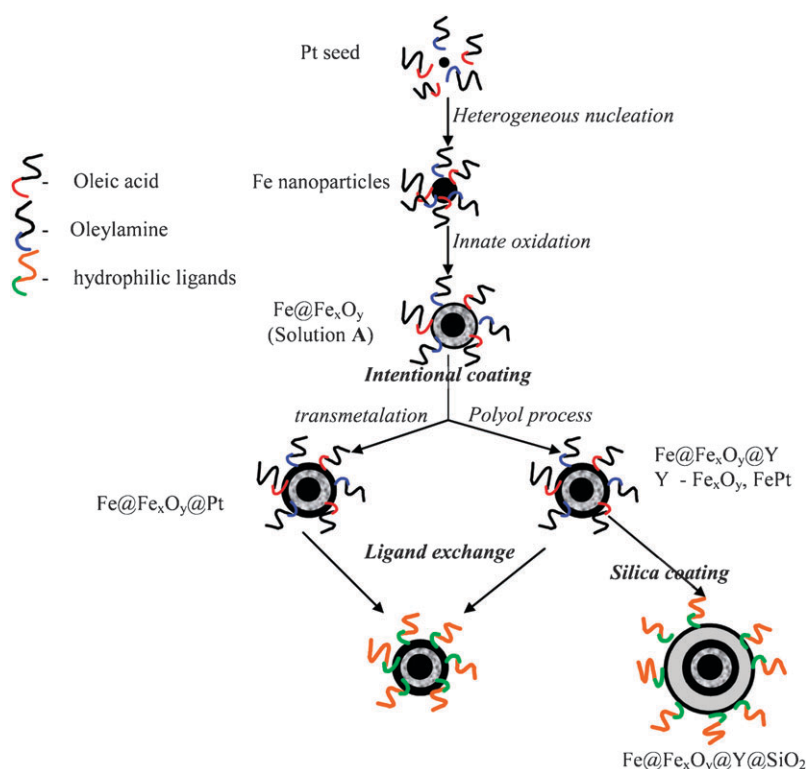 Pt seed
Heterogeneous nucleation
- Oleic acid
Fe nanoparticles
- Oleylamine
Innate oxidation
- hydrophilic ligands
Fe@FexOy
(Solution A)
Intentional coating
transmetalation
Polyol process
Fe@FexOy@Y
Y - FexOy, FePt
Fe@FexOy@Pt
Ligand exchange
Silica coating
Fe@FexOy@Y@SiO2